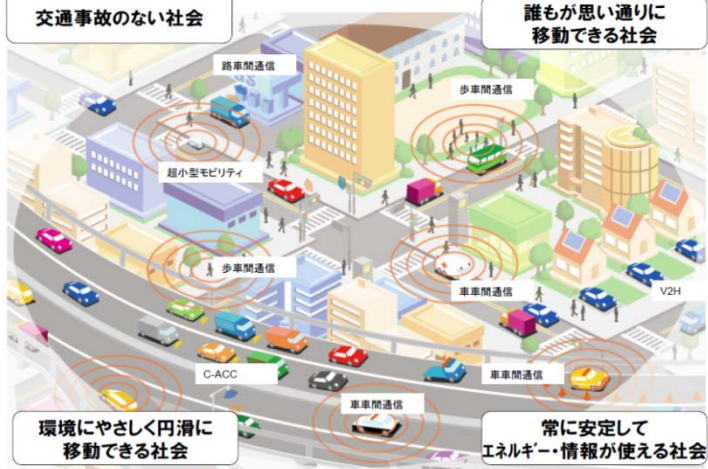 交通事故のない社会
誰もが思い通りに
移動できる社会
路車間通信
歩車間通信
超小型モビリティ
歩車間通信
車車間通信
V2H
C-ACC
車車間通信
車車間通信
環境にやさしく円滑に
移動できる社会
常に安定して
エネルギー・情報が使える社会